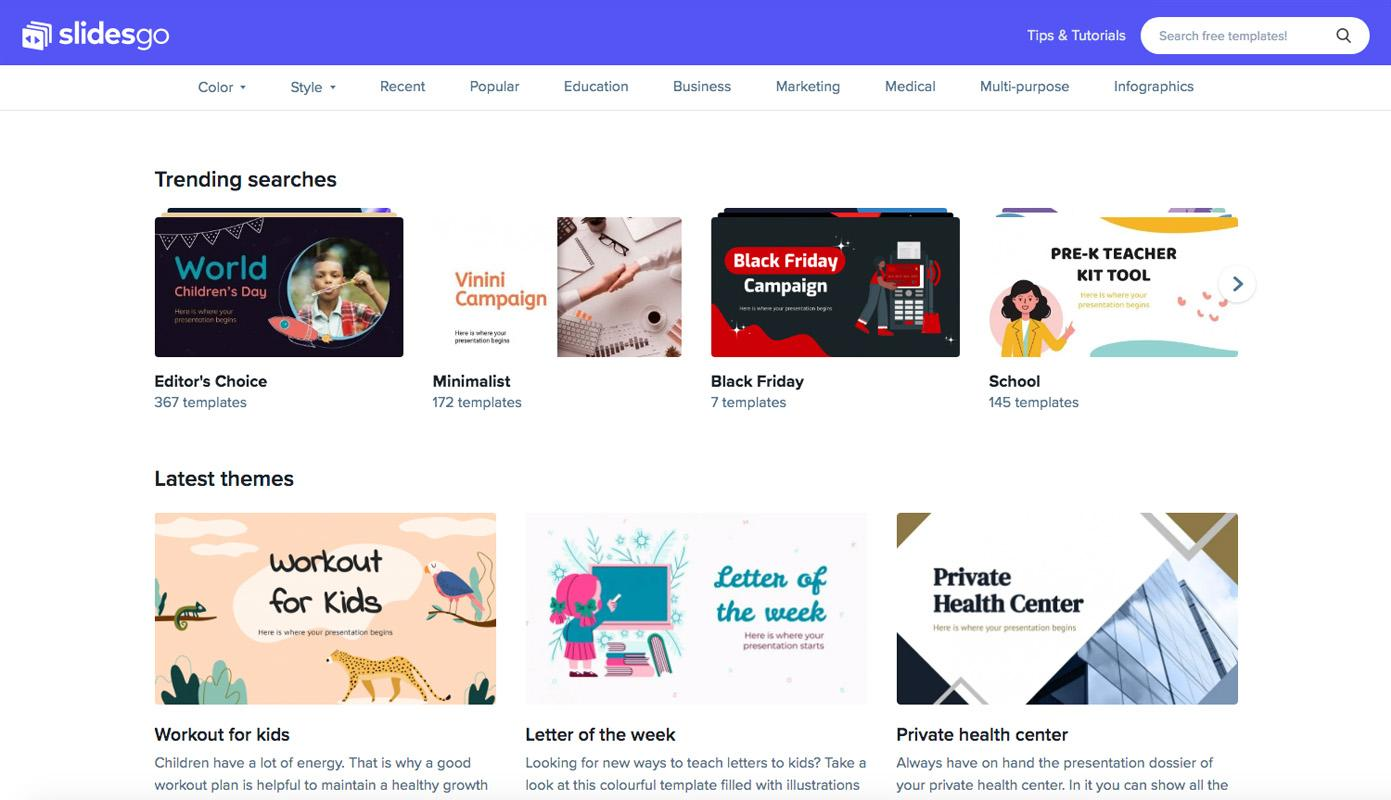 slidesgo
Tips & Tutorials
Search free templates!
Color
Style
Recent
Popular
Education
Business
Marketing
Medical
Multi-purpose
Infographics
Trending searches
World
Children's Day
Here is where your
presentation begins
Vinini
Campaign
Here is where your
presentation begins
Black Friday
Campaign
Here is where your presentation begins
PRE-K TEACHER
KIT TOOL
Here is where your
presentation begins
Editor's Choice
367 templates
Minimalist
172 templates
Black Friday
7 templates
School
145 templates
Latest themes
Workout
for Kids
Here is where your presentation begins
Letter of
the week
Here is where your
presentation starts
Private
Health Center
Here is where your presentation begins
Workout for kids
Children have a lot of energy. That is why a good
workout plan is helpful to maintain a healthy growth
Letter of the week
Looking for new ways to teach letters to kids? Take a
look at this colourful template filled with illustrations
Private health center
Always have on hand the presentation dossier of
your private health center. In it you can show all the